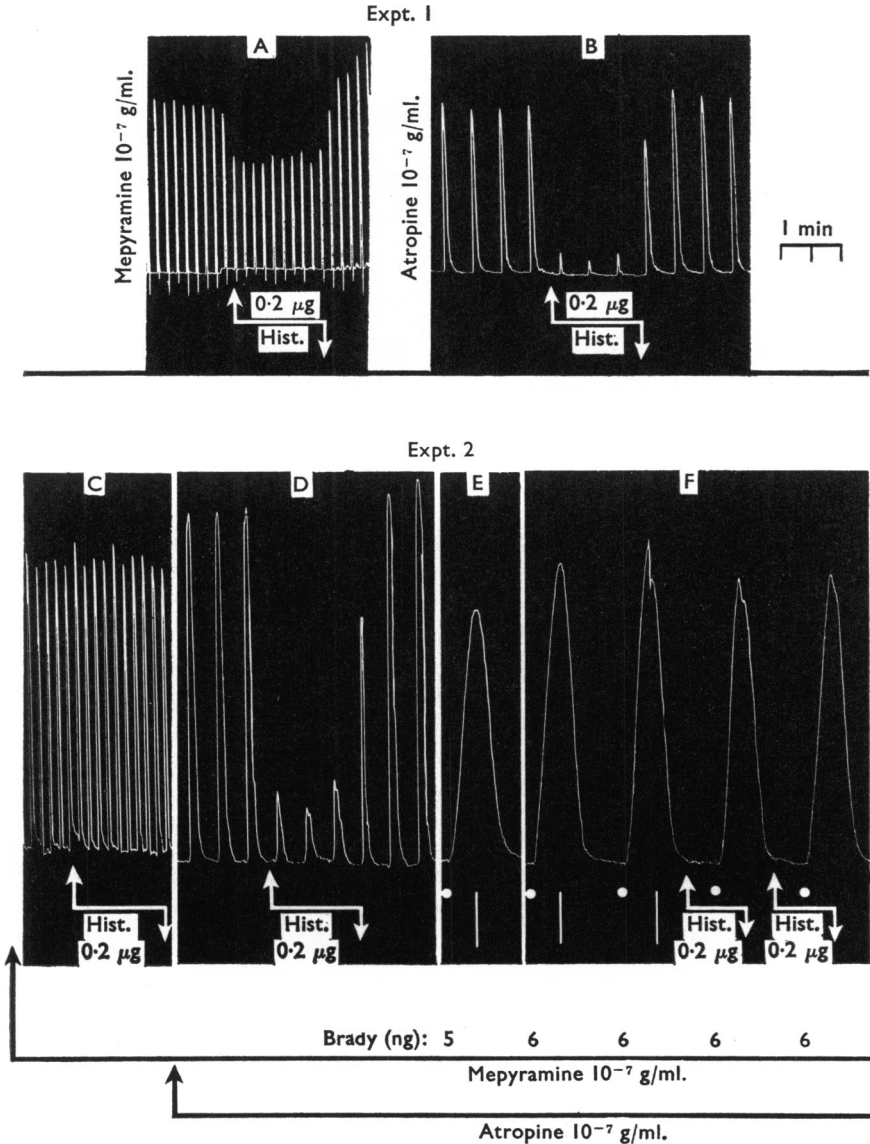 Expt. 1
A
B
Mepyramine 10⁻⁷ g/ml.
Atropine 10⁻⁷ g/ml.
1 min
0·2 µg
Hist.
0·2 µg
Hist.
Expt. 2
C
D
E
F
Hist.
0·2 µg
Hist.
0·2 µg
Hist.
0·2 µg
Hist.
0·2 µg
Brady (ng): 5 6 6 6 6
Mepyramine 10⁻⁷ g/ml.
Atropine 10⁻⁷ g/ml.